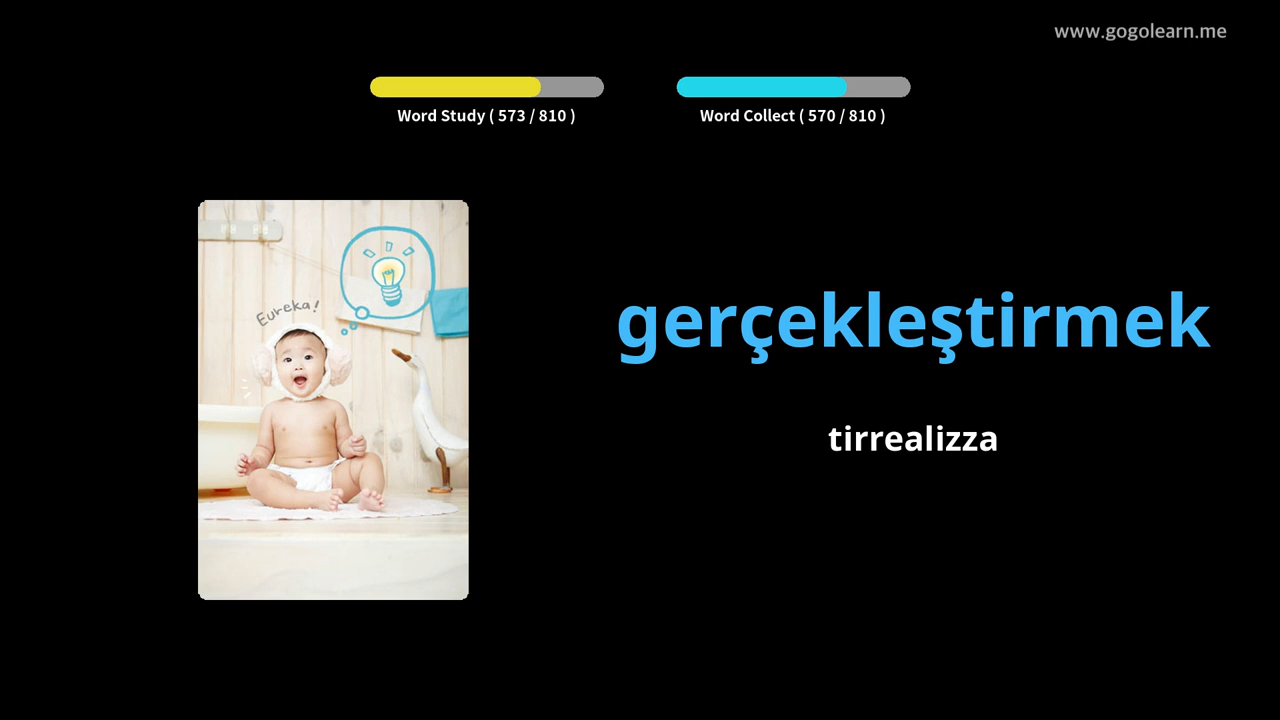 www.gogolearn.me
Word Study ( 573 / 810 )
Word Collect ( 570 / 810 )
Eureka!
gerçekleştirmek
tirrealizza